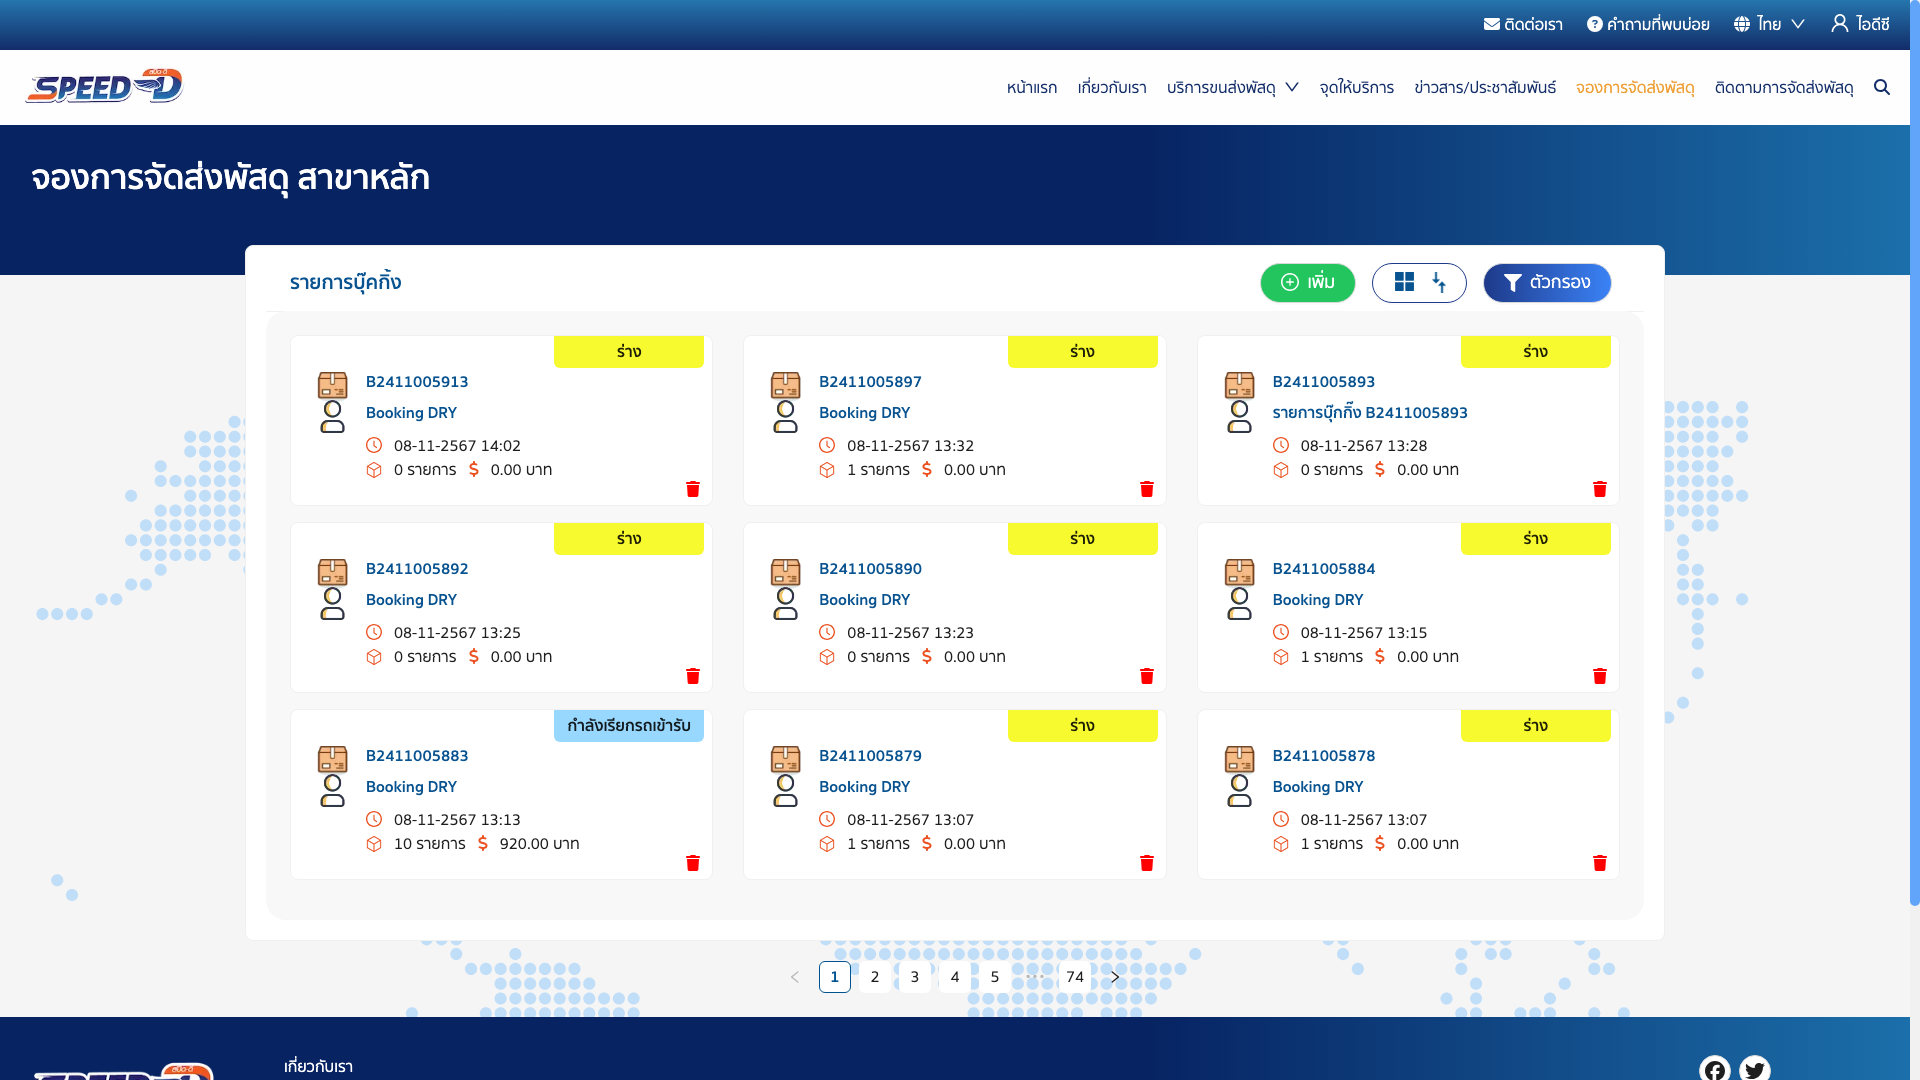 ติดต่อเรา คำถามที่พบบ่อย ไทย ไอดีซี
สปีด-ดี
SPEED-D หน้าแรก เกี่ยวกับเรา บริการขนส่งพัสดุ จุดให้บริการ ข่าวสาร/ประชาสัมพันธ์ จองการจัดส่งพัสดุ ติดตามการจัดส่งพัสดุ
จองการจัดส่งพัสดุ สาขาหลัก
รายการบุ๊คกิ้ง เพิ่ม ตัวกรอง
ร่าง
B2411005913
Booking DRY
08-11-2567 14:02
0 รายการ $ 0.00 บาท
ร่าง
B2411005897
Booking DRY
08-11-2567 13:32
1 รายการ $ 0.00 บาท
ร่าง
B2411005893
รายการบุ๊กกิ๊ง B2411005893
08-11-2567 13:28
0 รายการ $ 0.00 บาท
ร่าง
B2411005892
Booking DRY
08-11-2567 13:25
0 รายการ $ 0.00 บาท
ร่าง
B2411005890
Booking DRY
08-11-2567 13:23
0 รายการ $ 0.00 บาท
ร่าง
B2411005884
Booking DRY
08-11-2567 13:15
1 รายการ $ 0.00 บาท
กำลังเรียกรถเข้ารับ
B2411005883
Booking DRY
08-11-2567 13:13
10 รายการ $ 920.00 บาท
ร่าง
B2411005879
Booking DRY
08-11-2567 13:07
1 รายการ $ 0.00 บาท
ร่าง
B2411005878
Booking DRY
08-11-2567 13:07
1 รายการ $ 0.00 บาท
1 2 3 4 5 ••• 74
เกี่ยวกับเรา
สปีด-ดี
SPEED-D